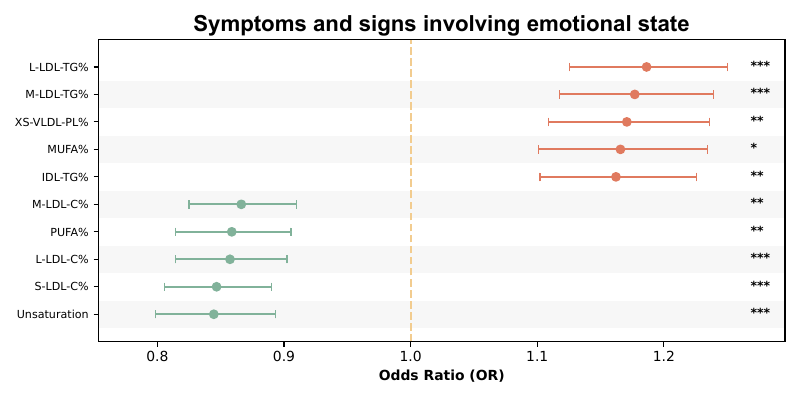 Symptoms and signs involving emotional state
L-LDL-TG% ***
M-LDL-TG% ***
XS-VLDL-PL% **
MUFA% *
IDL-TG% **
M-LDL-C% **
PUFA% **
L-LDL-C% ***
S-LDL-C% ***
Unsaturation ***
0.8 0.9 1.0 1.1 1.2
Odds Ratio (OR)